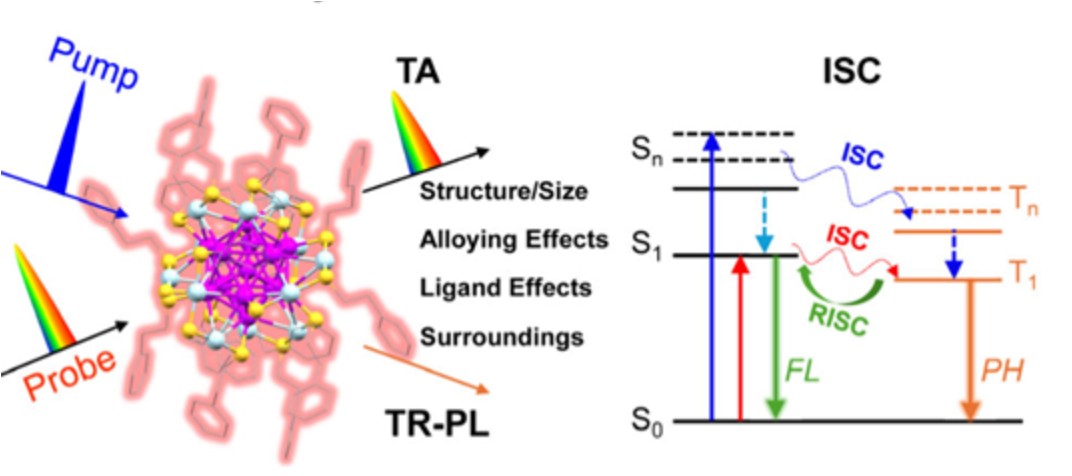 Pump
TA
Structure/Size
Alloying Effects
Ligand Effects
Surroundings
Probe
TR-PL
ISC
Sn
ISC
Tn
S1
ISC
T1
RISC
FL
PH
S0